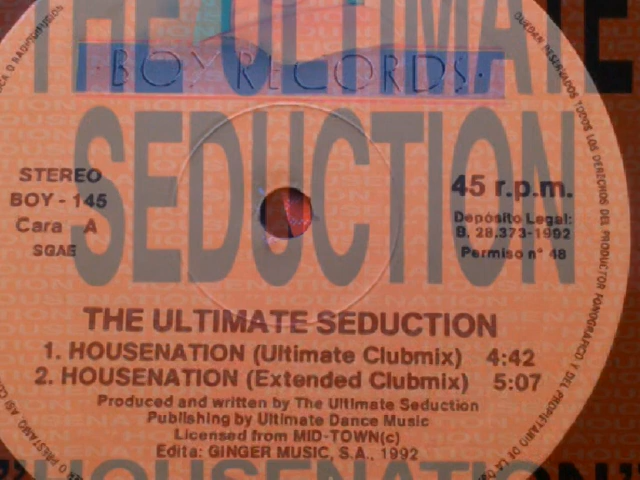 THE ULTIMATE
SEDUCTION
·BOY RECORDS·
STEREO
BOY - 145
Cara - A
SGAE
45 r.p.m.
Depósito Legal:
B. 28.373-1992
Permiso n° 48
THE ULTIMATE SEDUCTION
1. HOUSENATION (Ultimate Clubmix) 4:42
2. HOUSENATION (Extended Clubmix) 5:07
Produced and written by The Ultimate Seduction
Publishing by Ultimate Dance Music
Licensed from MID-TOWN(c)
Edita: GINGER MUSIC, S.A., 1992
"HOUSENATION"
QUEDAN RESERVADOS TODOS LOS DERECHOS DEL PRODUCTOR FONOGRAFICO Y DEL PROPIETARIO DE LA
O PRESTAMO ASI
O RADIODIFUSION